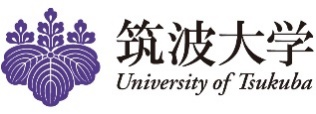 筑波大学
University of Tsukuba